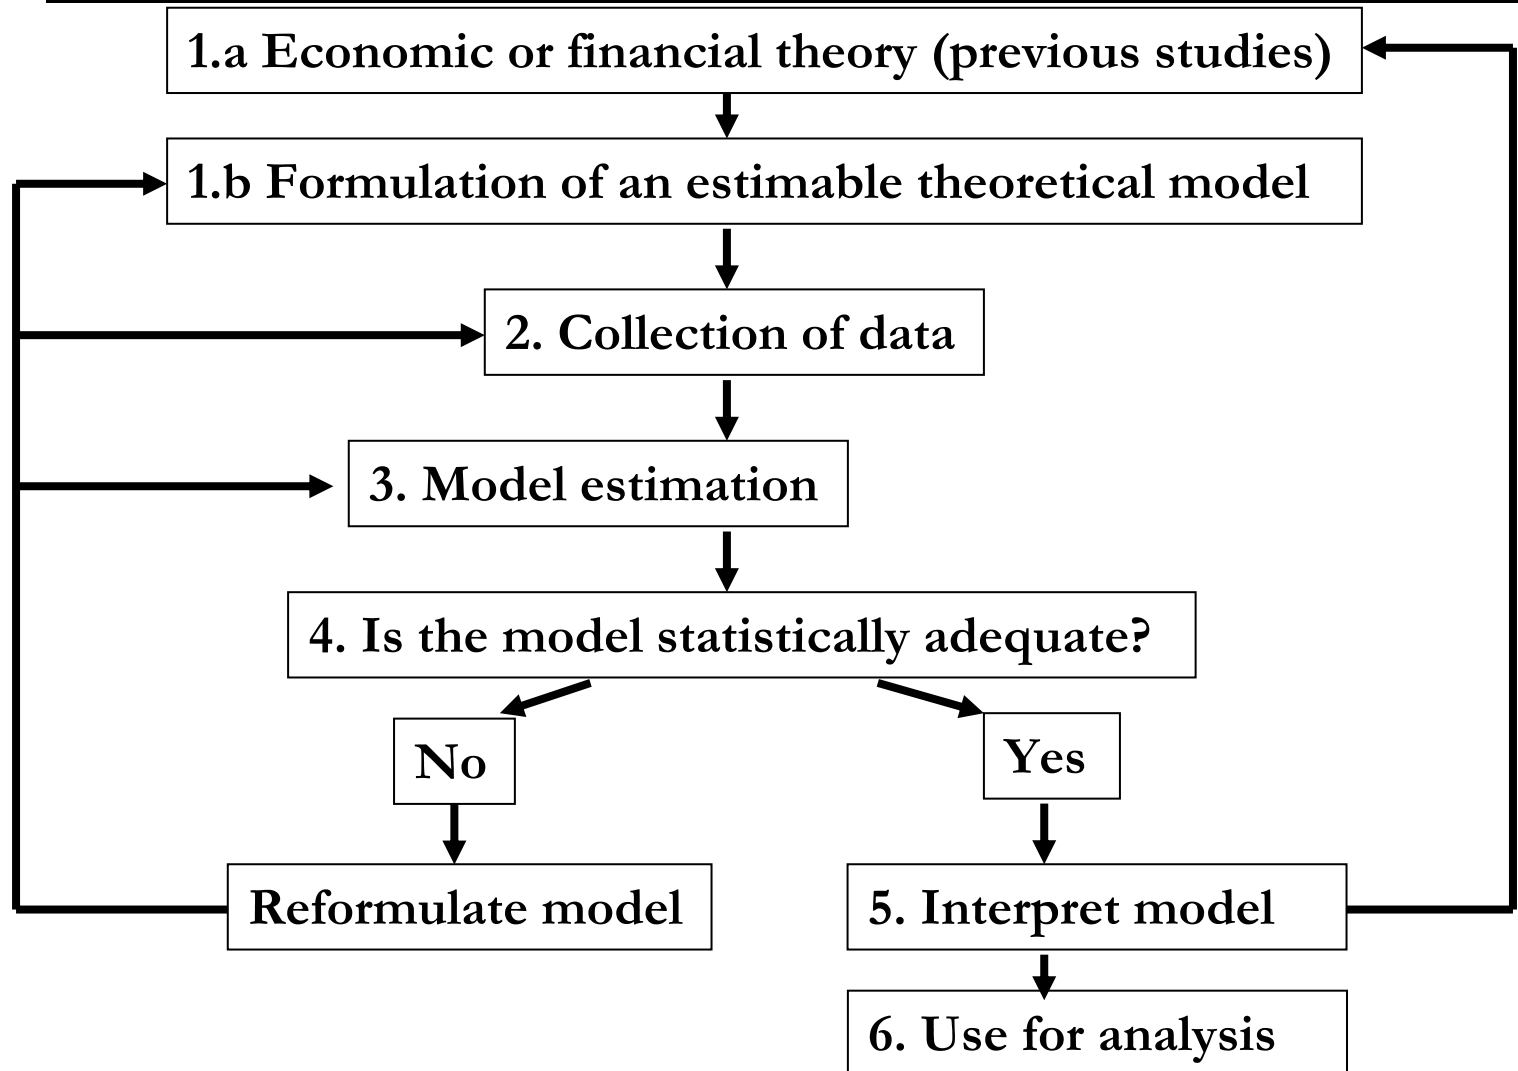 1.a Economic or financial theory (previous studies)
1.b Formulation of an estimable theoretical model
2. Collection of data
3. Model estimation
4. Is the model statistically adequate?
No
Yes
Reformulate model
5. Interpret model
6. Use for analysis